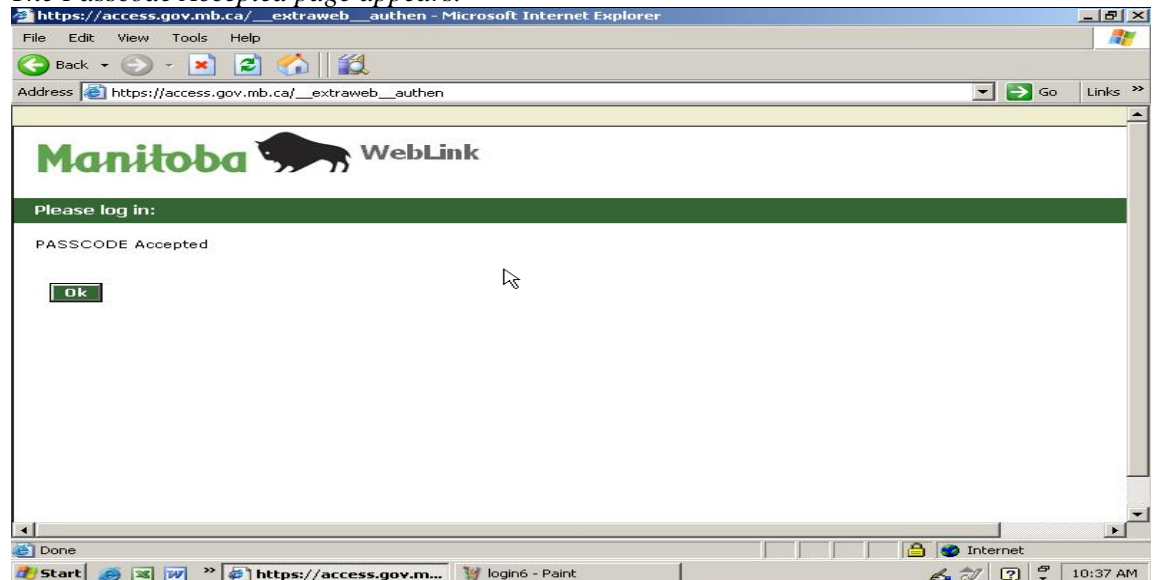 The Passcode Accepted page appears.
https://access.gov.mb.ca/__extraweb__authen - Microsoft Internet Explorer
File Edit View Tools Help
Back
Address https://access.gov.mb.ca/__extraweb__authen Go Links »
Manitoba WebLink
Please log in:
PASSCODE Accepted
Ok
Done Internet
Start » https://access.gov.m... login6 - Paint 10:37 AM